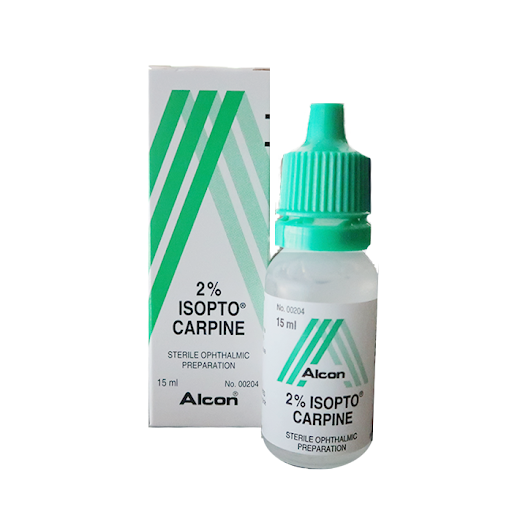 2%
ISOPTO®
CARPINE
STERILE OPHTHALMIC
PREPARATION
15 ml No. 00204
Alcon®
No. 00204
15 ml
Alcon
2% ISOPTO®
CARPINE
STERILE OPHTHALMIC
PREPARATION